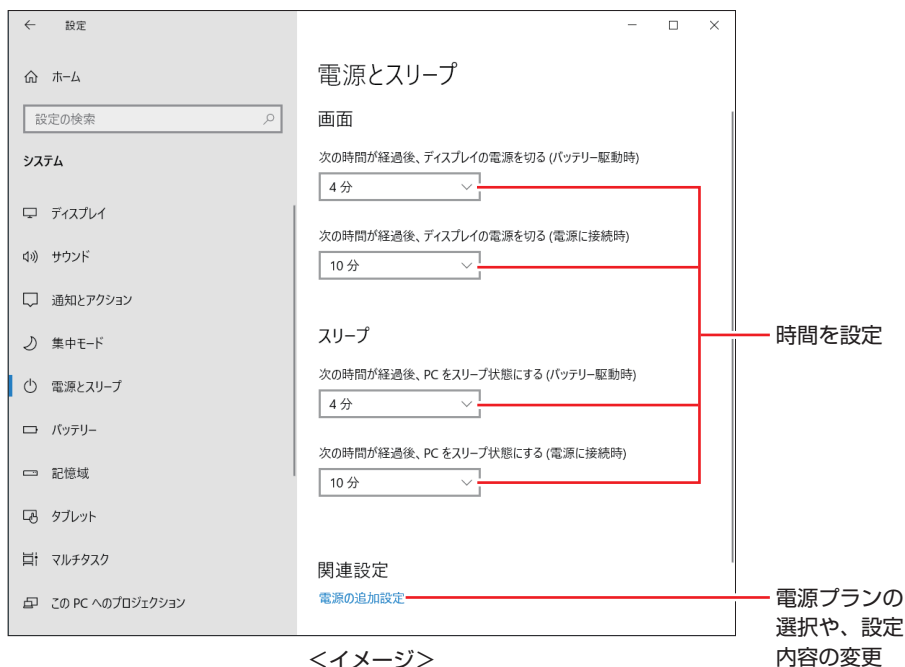 設定
ホーム
設定の検索
システム
ディスプレイ
サウンド
通知とアクション
集中モード
電源とスリープ
バッテリー
記憶域
タブレット
マルチタスク
この PC へのプロジェクション
電源とスリープ
画面
次の時間が経過後、ディスプレイの電源を切る (バッテリー駆動時)
4 分
次の時間が経過後、ディスプレイの電源を切る (電源に接続時)
10 分
スリープ
次の時間が経過後、PC をスリープ状態にする (バッテリー駆動時)
4 分
次の時間が経過後、PC をスリープ状態にする (電源に接続時)
10 分
関連設定
電源の追加設定
時間を設定
電源プランの
選択や、設定
内容の変更
＜イメージ＞